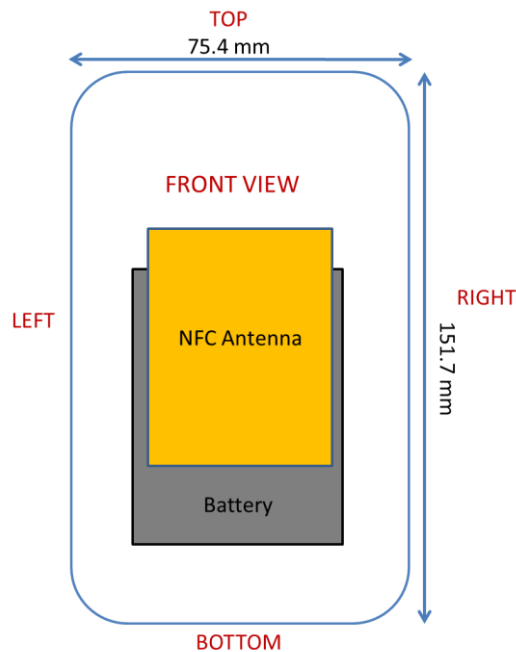 TOP
75.4 mm
FRONT VIEW
LEFT
NFC Antenna
RIGHT
151.7 mm
Battery
BOTTOM